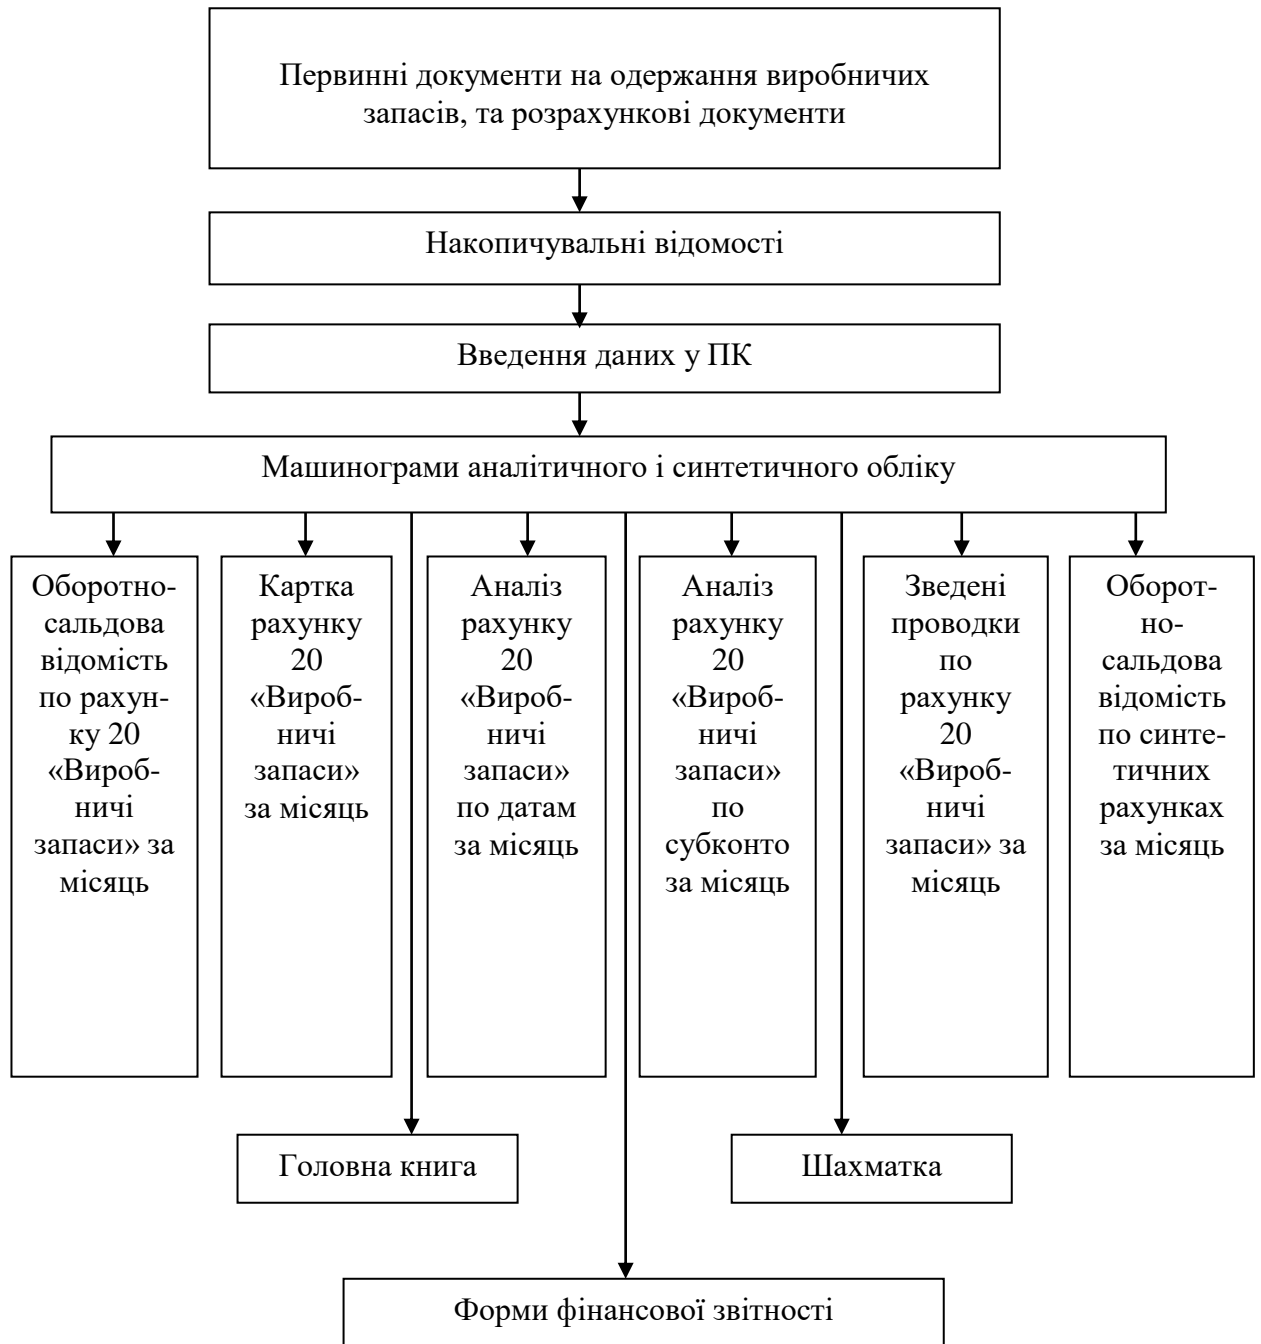 Первинні документи на одержання виробничих
запасів, та розрахункові документи
Накопичувальні відомості
Введення даних у ПК
Машинограми аналітичного і синтетичного обліку
Оборотно-
сальдова
відомість
по рахун-
ку 20
«Вироб-
ничі
запаси» за
місяць
Картка
рахунку
20
«Вироб-
ничі
запаси»
за місяць
Аналіз
рахунку
20
«Вироб-
ничі
запаси»
по датам
за місяць
Аналіз
рахунку
20
«Вироб-
ничі
запаси»
по
субконто
за місяць
Зведені
проводки
по
рахунку
20
«Вироб-
ничі
запаси» за
місяць
Оборот-
но-
сальдова
відомість
по синте-
тичних
рахунках
за місяць
Головна книга
Шахматка
Форми фінансової звітності